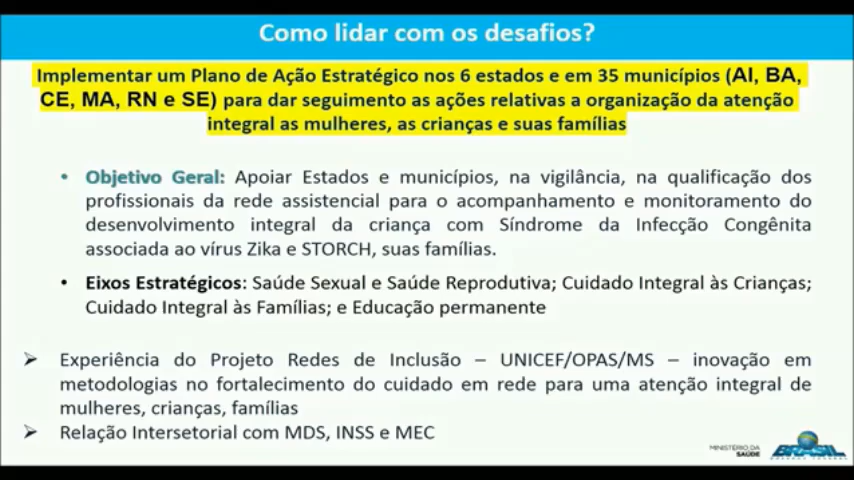 Como lidar com os desafios?
Implementar um Plano de Ação Estratégico nos 6 estados e em 35 municípios (AI, BA,
CE, MA, RN e SE) para dar seguimento as ações relativas a organização da atenção
integral as mulheres, as crianças e suas famílias
• Objetivo Geral: Apoiar Estados e municípios, na vigilância, na qualificação dos
profissionais da rede assistencial para o acompanhamento e monitoramento do
desenvolvimento integral da criança com Síndrome da Infecção Congênita
associada ao vírus Zika e STORCH, suas famílias.
• Eixos Estratégicos: Saúde Sexual e Saúde Reprodutiva; Cuidado Integral às Crianças;
Cuidado Integral às Famílias; e Educação permanente
➢ Experiência do Projeto Redes de Inclusão – UNICEF/OPAS/MS – inovação em
metodologias no fortalecimento do cuidado em rede para uma atenção integral de
mulheres, crianças, famílias
➢ Relação Intersetorial com MDS, INSS e MEC
MINISTÉRIO DA
SAÚDE
BRASIL